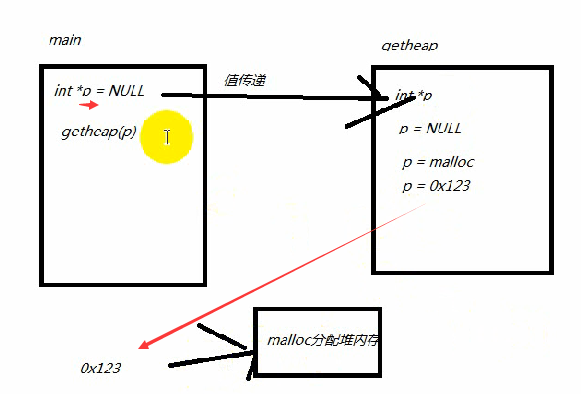 main
getheap
int *p = NULL
值传递
int *p
getheap(p)
p = NULL
p = malloc
p = 0x123
malloc分配堆内存
0x123